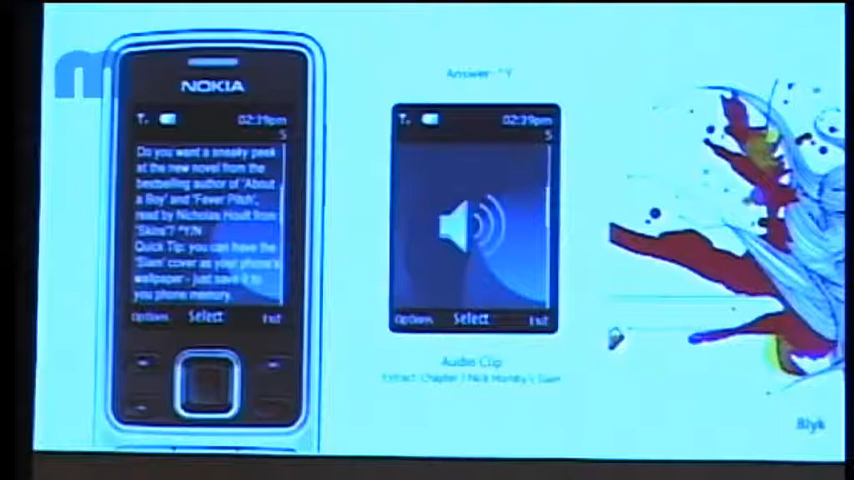 m
NOKIA
02:39pm
5
Do you want a sneaky peek
at the new novel from the
bestselling author of 'About
a Boy' and 'Fever Pitch',
read by Nicholas Hoult from
'Skins'? *Y/N
Quick Tip: you can have the
'Slam' cover as your phone's
wallpaper - just save it to
you phone memory.
Options Select Exit
Answer: *Y
02:39pm
5
Options Select Exit
Audio Clip
Extract: Chapter 1 Nick Hornby's Slam
Blyk